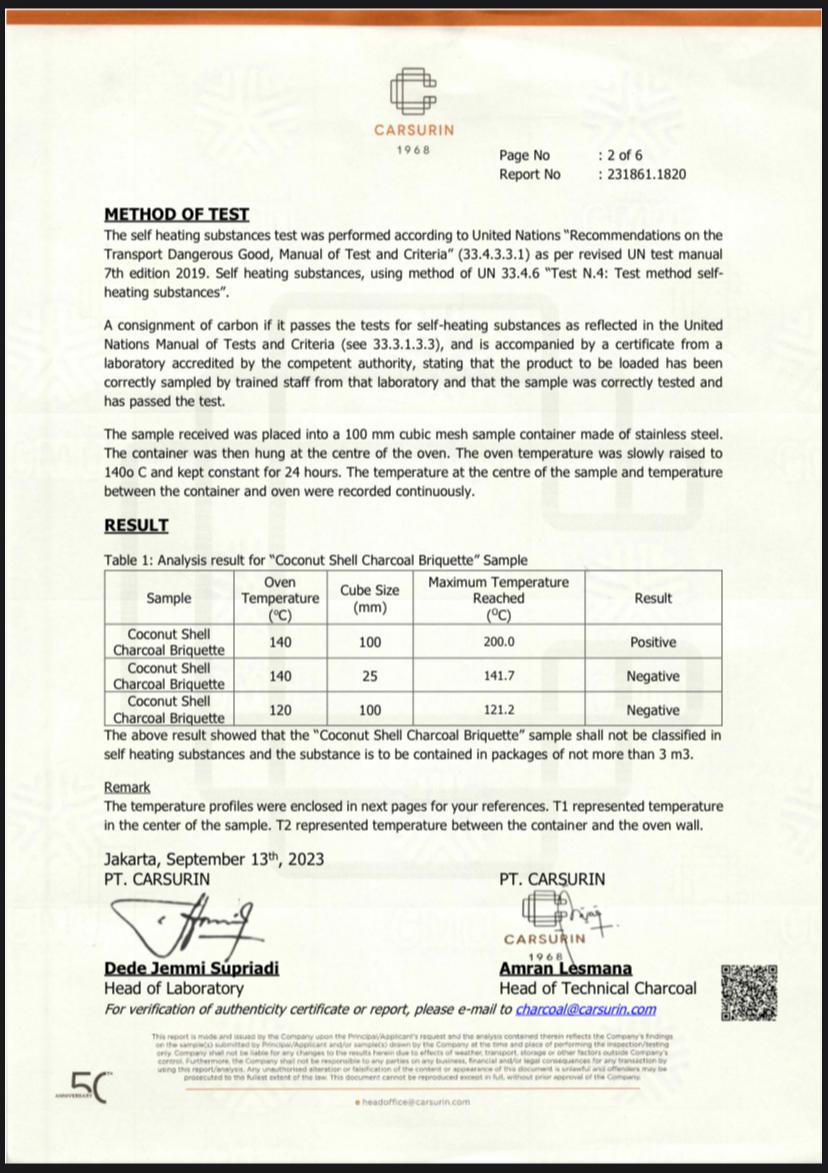 CARSURIN
1968
Page No : 2 of 6
Report No : 231861.1820
METHOD OF TEST
The self heating substances test was performed according to United Nations "Recommendations on the
Transport Dangerous Good, Manual of Test and Criteria" (33.4.3.3.1) as per revised UN test manual
7th edition 2019. Self heating substances, using method of UN 33.4.6 "Test N.4: Test method self-
heating substances".
A consignment of carbon if it passes the tests for self-heating substances as reflected in the United
Nations Manual of Tests and Criteria (see 33.3.1.3.3), and is accompanied by a certificate from a
laboratory accredited by the competent authority, stating that the product to be loaded has been
correctly sampled by trained staff from that laboratory and that the sample was correctly tested and
has passed the test.
The sample received was placed into a 100 mm cubic mesh sample container made of stainless steel.
The container was then hung at the centre of the oven. The oven temperature was slowly raised to
140o C and kept constant for 24 hours. The temperature at the centre of the sample and temperature
between the container and oven were recorded continuously.
RESULT
Table 1: Analysis result for "Coconut Shell Charcoal Briquette" Sample
Sample Oven Temperature (°C) Cube Size (mm) Maximum Temperature Reached (°C) Result
Coconut Shell Charcoal Briquette 140 100 200.0 Positive
Coconut Shell Charcoal Briquette 140 25 141.7 Negative
Coconut Shell Charcoal Briquette 120 100 121.2 Negative
The above result showed that the "Coconut Shell Charcoal Briquette" sample shall not be classified in
self heating substances and the substance is to be contained in packages of not more than 3 m3.
Remark
The temperature profiles were enclosed in next pages for your references. T1 represented temperature
in the center of the sample. T2 represented temperature between the container and the oven wall.
Jakarta, September 13th, 2023
PT. CARSURIN PT. CARSURIN
CARSURIN
1968
Dede Jemmi Supriadi Amran Lesmana
Head of Laboratory Head of Technical Charcoal
For verification of authenticity certificate or report, please e-mail to charcoal@carsurin.com
This report is made and issued by the Company upon the Principal/Applicant's request and the analysis contained therein reflects the Company's findings
on the sample(s) submitted by Principal/Applicant and/or sample(s) drawn by the Company at the time and place of performing the inspection/testing
only. Company shall not be liable for any changes to the results herein due to effects of weather, transport, storage or other factors outside Company's
control. Furthermore, the Company shall not be responsible to any parties on any business, financial and/or legal consequences for any transaction by
using this report/analysis. Any unauthorised alteration or falsification of the content or appearance of this document is unlawful and offenders may be
prosecuted to the fullest extent of the law. This document cannot be reproduced except in full, without prior approval of the Company.
50
ANNIVERSARY
headoffice@carsurin.com